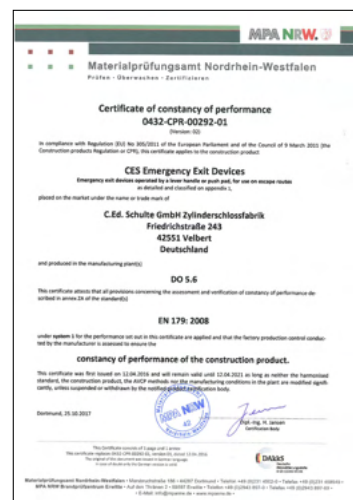 MPA NRW.
Materialprüfungsamt Nordrhein-Westfalen
Prüfen · Überwachen · Zertifizieren
Certificate of constancy of performance
0432-CPR-00292-01
(Version: 02)
In compliance with Regulation (EU) No 305/2011 of the European Parliament and of the Council of 9 March 2011 (the
Construction products Regulation or CPR), this certificate applies to the construction product
CES Emergency Exit Devices
Emergency exit devices operated by a lever handle or push pad, for use on escape routes
as detailed and classified on appendix 1,
placed on the market under the name or trade mark of
C.Ed. Schulte GmbH Zylinderschlossfabrik
Friedrichstraße 243
42551 Velbert
Deutschland
and produced in the manufacturing plant(s)
DO 5.6
This certificate attests that all provisions concerning the assessment and verification of constancy of performance de-
scribed in annex ZA of the standard(s)
EN 179: 2008
under system 1 for the performance set out in this certificate are applied and that the factory production control conduc-
ted by the manufacturer is assessed to ensure the
constancy of performance of the construction product.
This certificate was first issued on 12.04.2016 and will remain valid until 12.04.2021 as long as neither the harmonised
standard, the construction product, the AVCP methods nor the manufacturing conditions in the plant are modified signifi-
cantly, unless suspended or withdrawn by the notified product certification body.
Dortmund, 25.10.2017
Dipl.-Ing. H. Jansen
Certification Body
This Certificate consists of 1 page and 1 annex
DAkkS